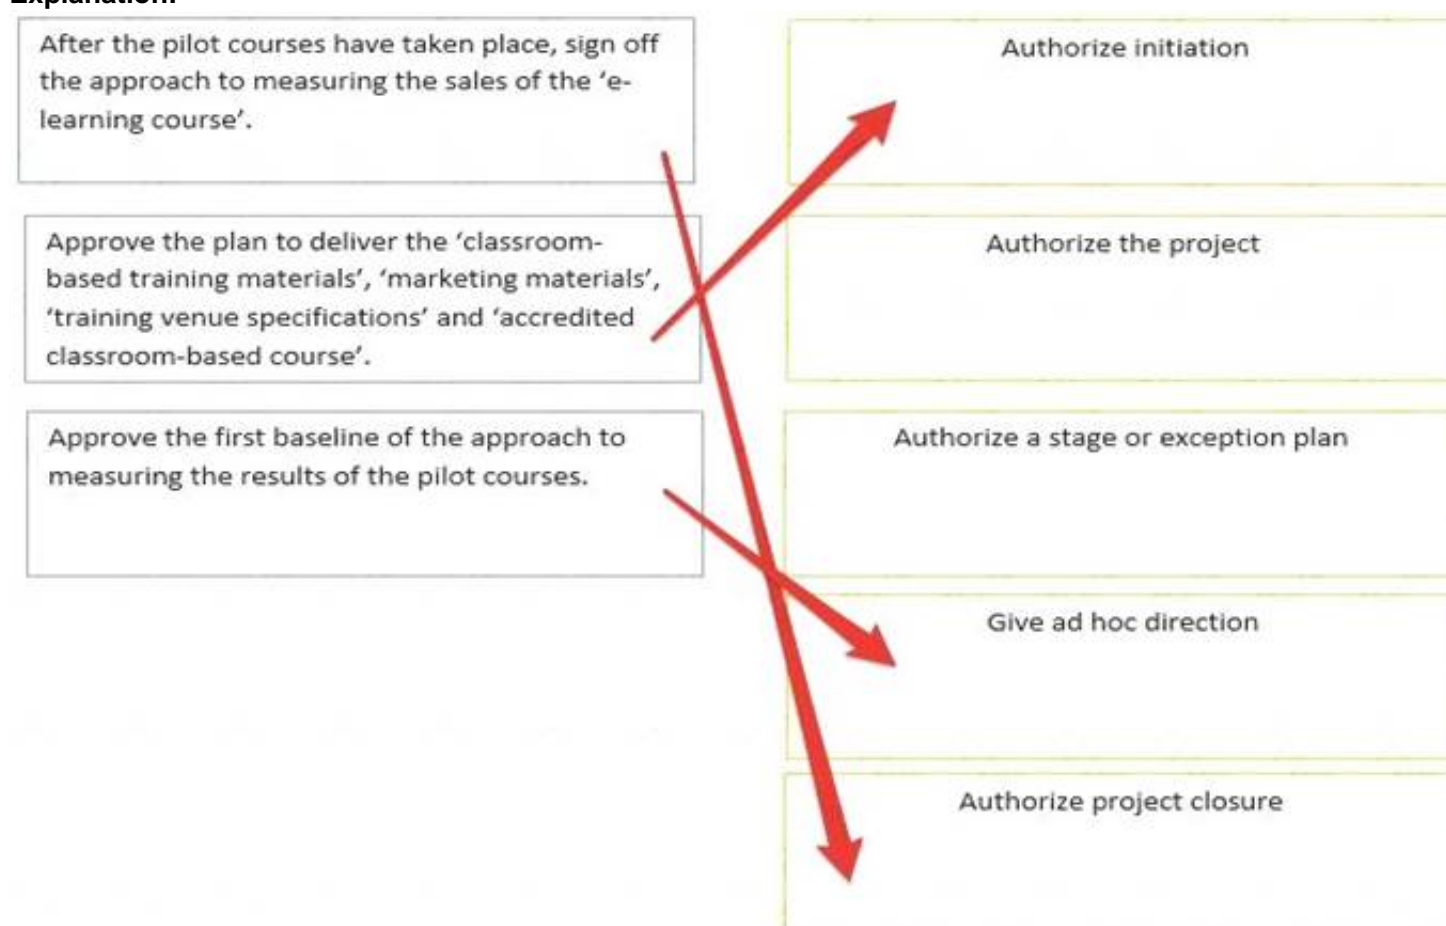 Explanation:
After the pilot courses have taken place, sign off
the approach to measuring the sales of the ‘e-
learning course’.
Approve the plan to deliver the ‘classroom-
based training materials’, ‘marketing materials’,
‘training venue specifications’ and ‘accredited
classroom-based course’.
Approve the first baseline of the approach to
measuring the results of the pilot courses.
Authorize initiation
Authorize the project
Authorize a stage or exception plan
Give ad hoc direction
Authorize project closure